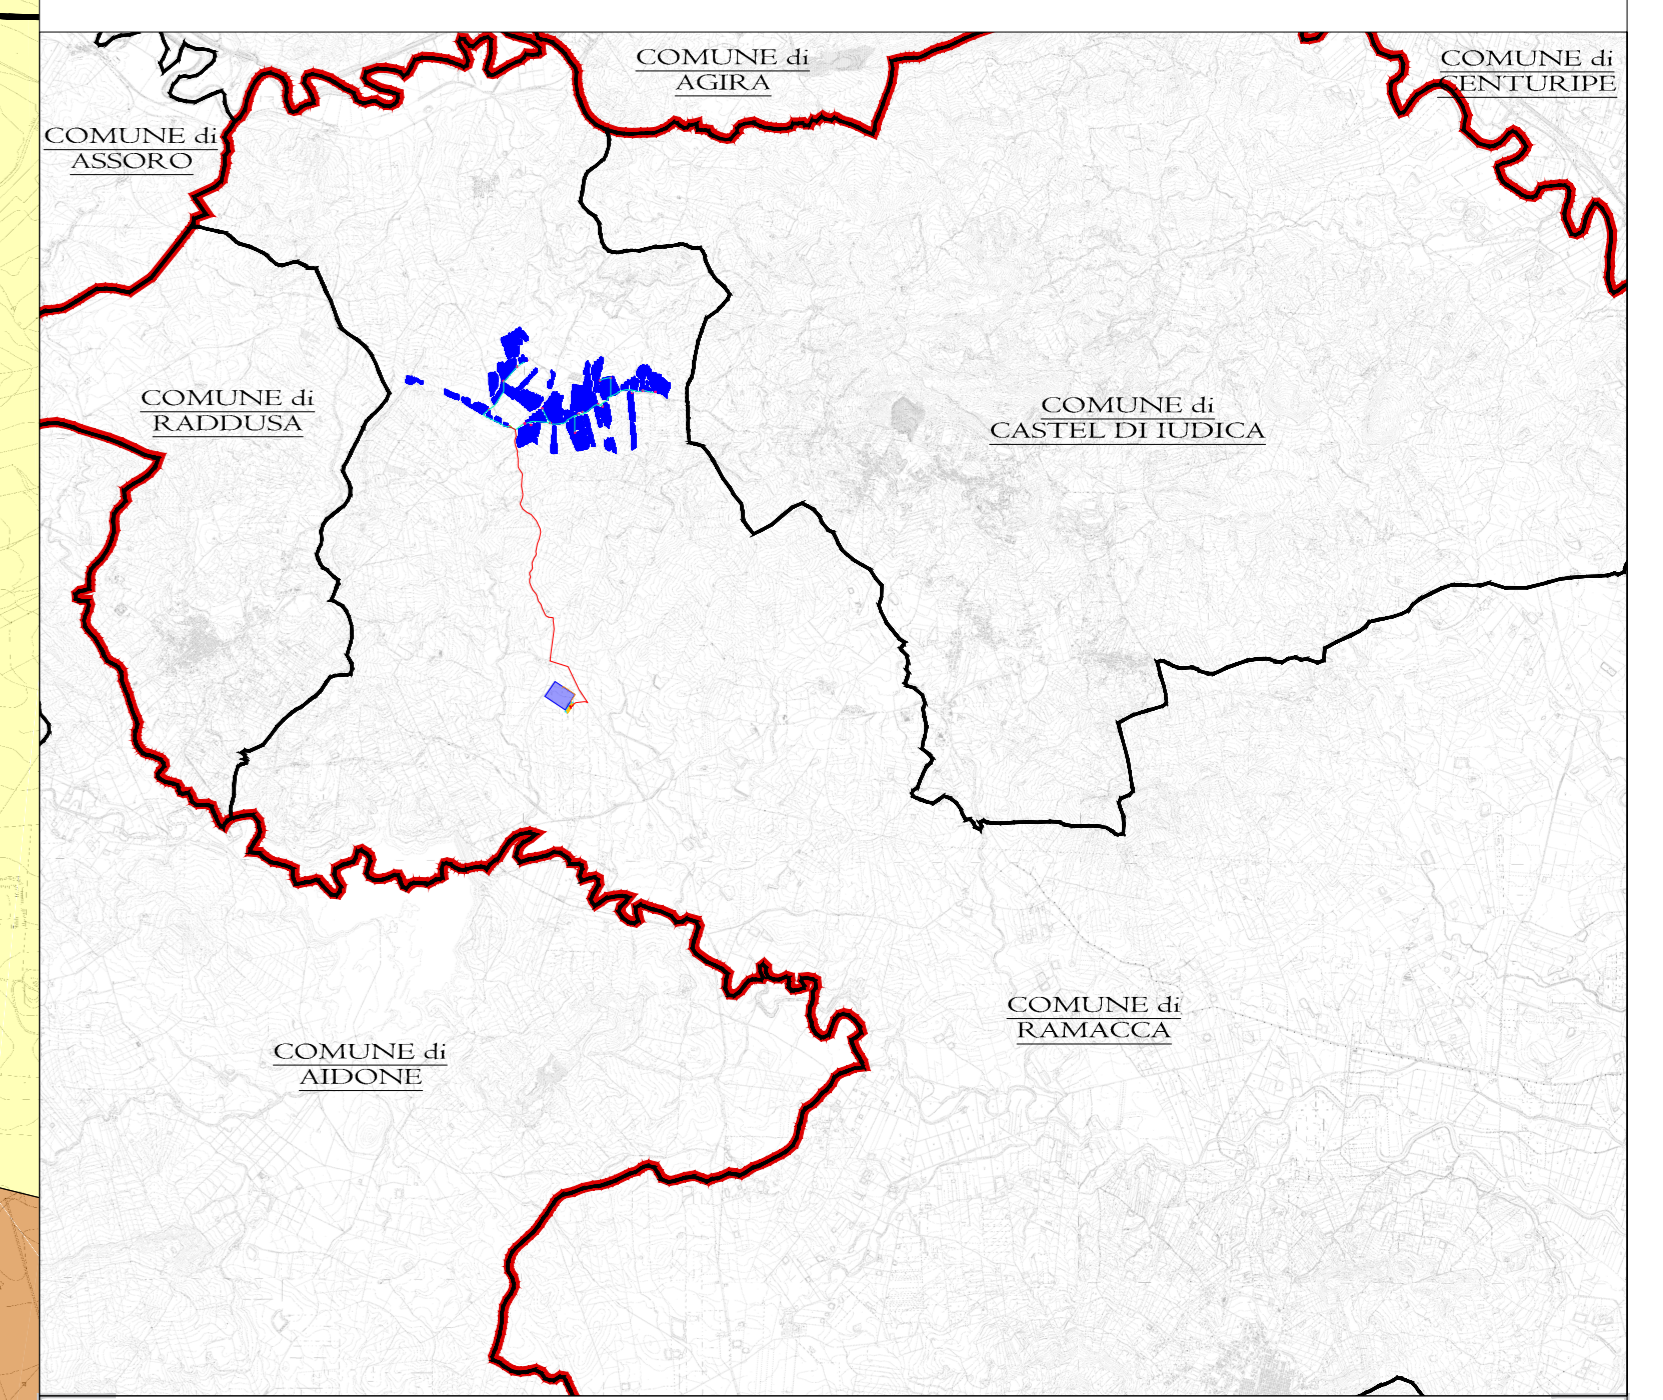 COMUNE di
AGIRA
COMUNE di
CENTURIPE
COMUNE di
ASSORO
COMUNE di
RADDUSA
COMUNE di
CASTEL DI IUDICA
COMUNE di
RAMACCA
COMUNE di
AIDONE